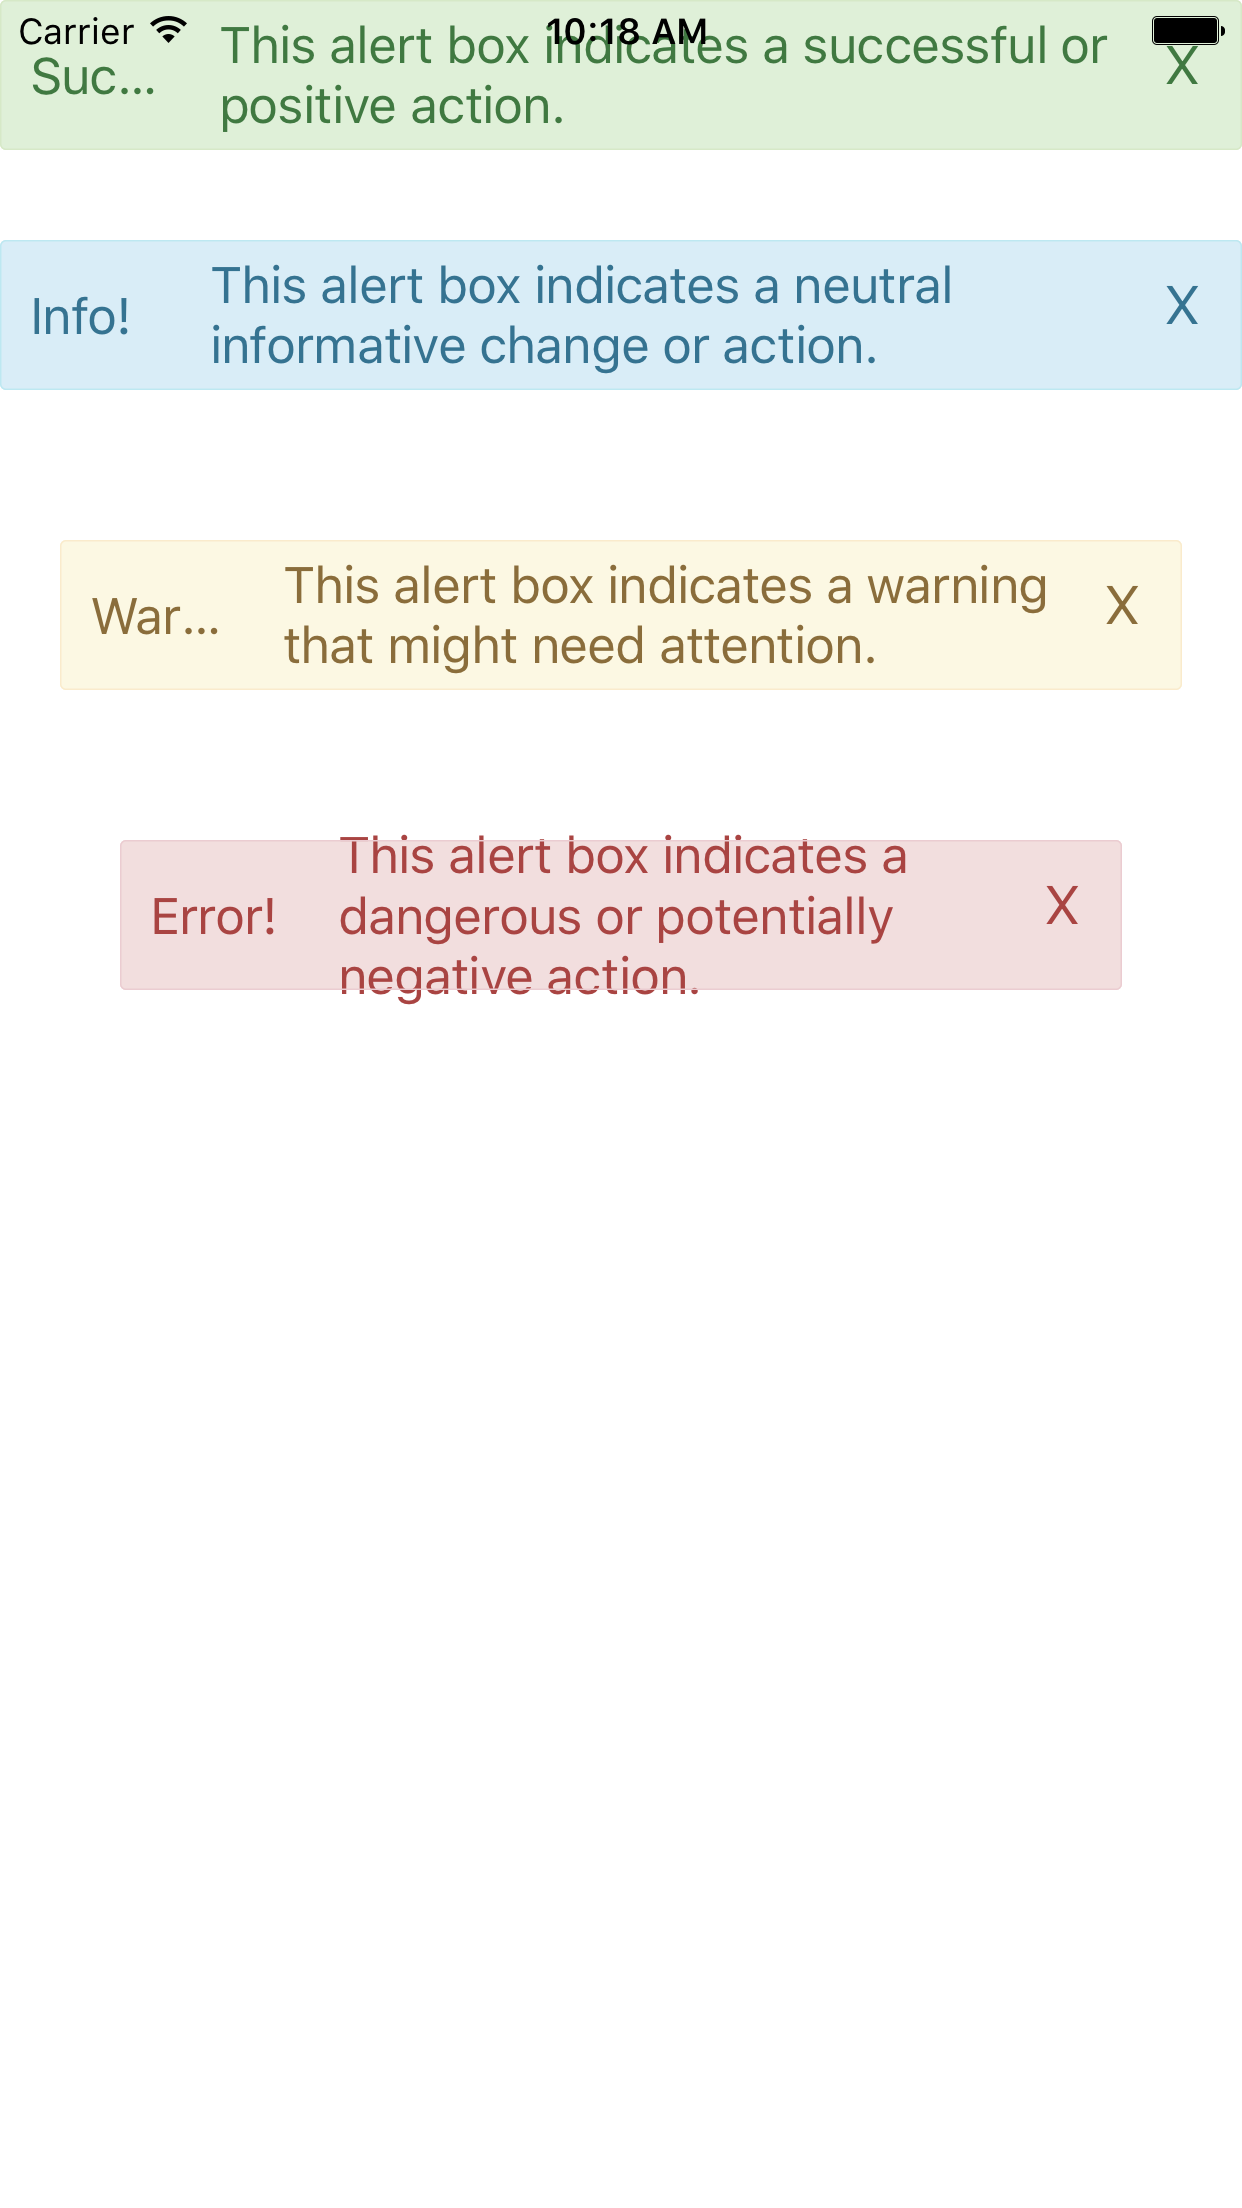 Carrier 10:18 AM
Suc... This alert box indicates a successful or X
positive action.
Info! This alert box indicates a neutral X
informative change or action.
War... This alert box indicates a warning X
that might need attention.
This alert box indicates a
Error! dangerous or potentially X
negative action.